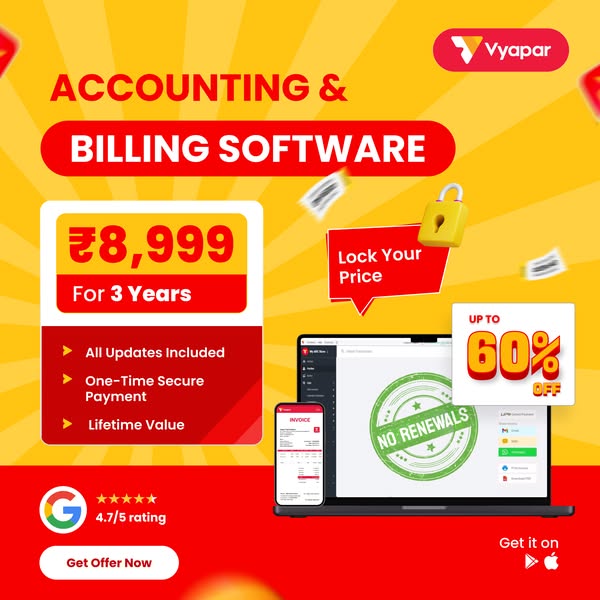 Vyapar
ACCOUNTING &
BILLING SOFTWARE
₹8,999
For 3 Years
All Updates Included
One-Time Secure
Payment
Lifetime Value
Lock Your
Price
UP TO
60%
OFF
NO RENEWALS
INVOICE
4.7/5 rating
Get Offer Now
Get it on